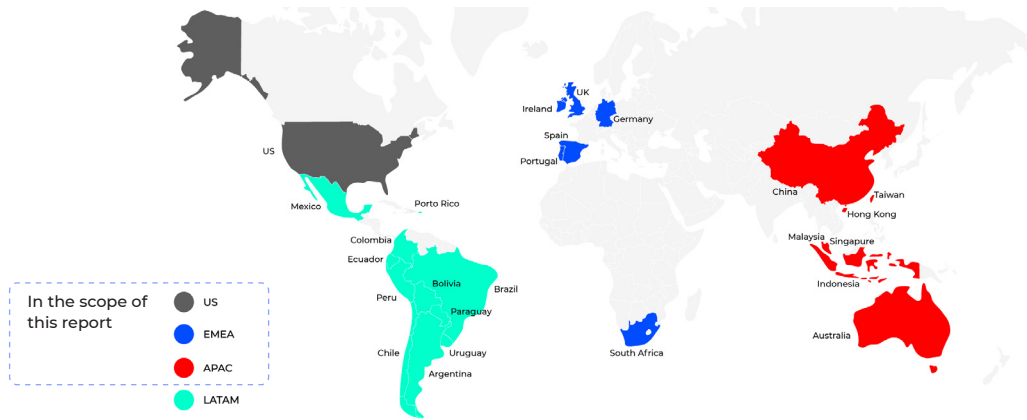 UK
Ireland
Germany
Spain
US
Portugal
China
Taiwan
Mexico
Porto Rico
Hong Kong
Colombia
Malaysia
Singapure
Ecuador
Bolivia
Indonesia
Brazil
Peru
Paraguay
Australia
Chile
Uruguay
South Africa
Argentina
In the scope of
this report
US
EMEA
APAC
LATAM